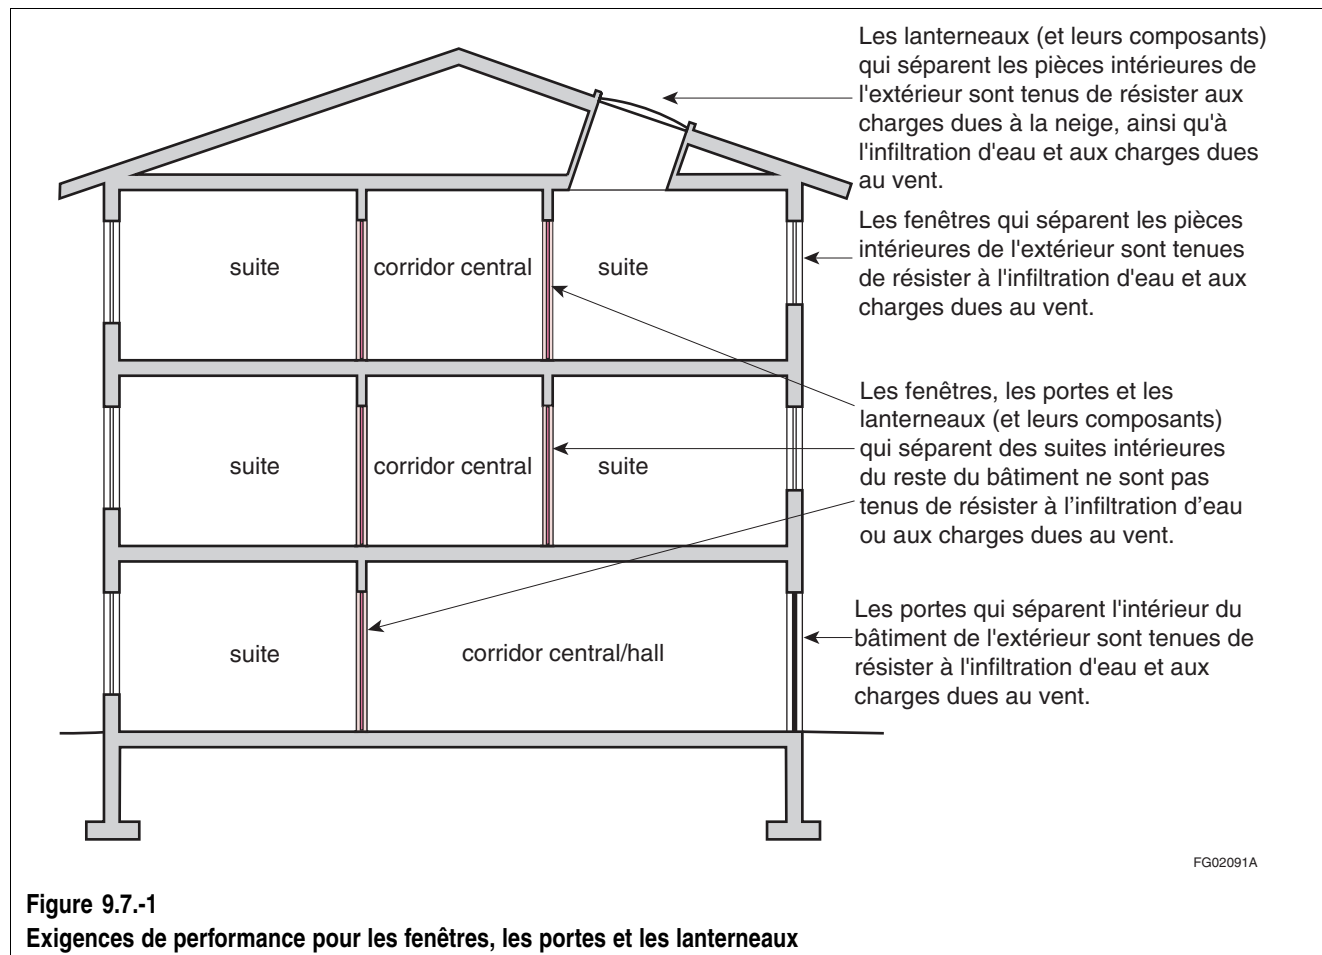 Les lanterneaux (et leurs composants)
qui séparent les pièces intérieures de
l'extérieur sont tenus de résister aux
charges dues à la neige, ainsi qu'à
l'infiltration d'eau et aux charges dues
au vent.
Les fenêtres qui séparent les pièces
intérieures de l'extérieur sont tenues
de résister à l'infiltration d'eau et aux
charges dues au vent.
suite
corridor central
suite
Les fenêtres, les portes et les
lanterneaux (et leurs composants)
qui séparent des suites intérieures
du reste du bâtiment ne sont pas
tenus de résister à l’infiltration d’eau
ou aux charges dues au vent.
suite
corridor central
suite
Les portes qui séparent l'intérieur du
bâtiment de l'extérieur sont tenues de
résister à l'infiltration d'eau et aux
charges dues au vent.
suite
corridor central/hall
FG02091A
Figure 9.7.-1
Exigences de performance pour les fenêtres, les portes et les lanterneaux